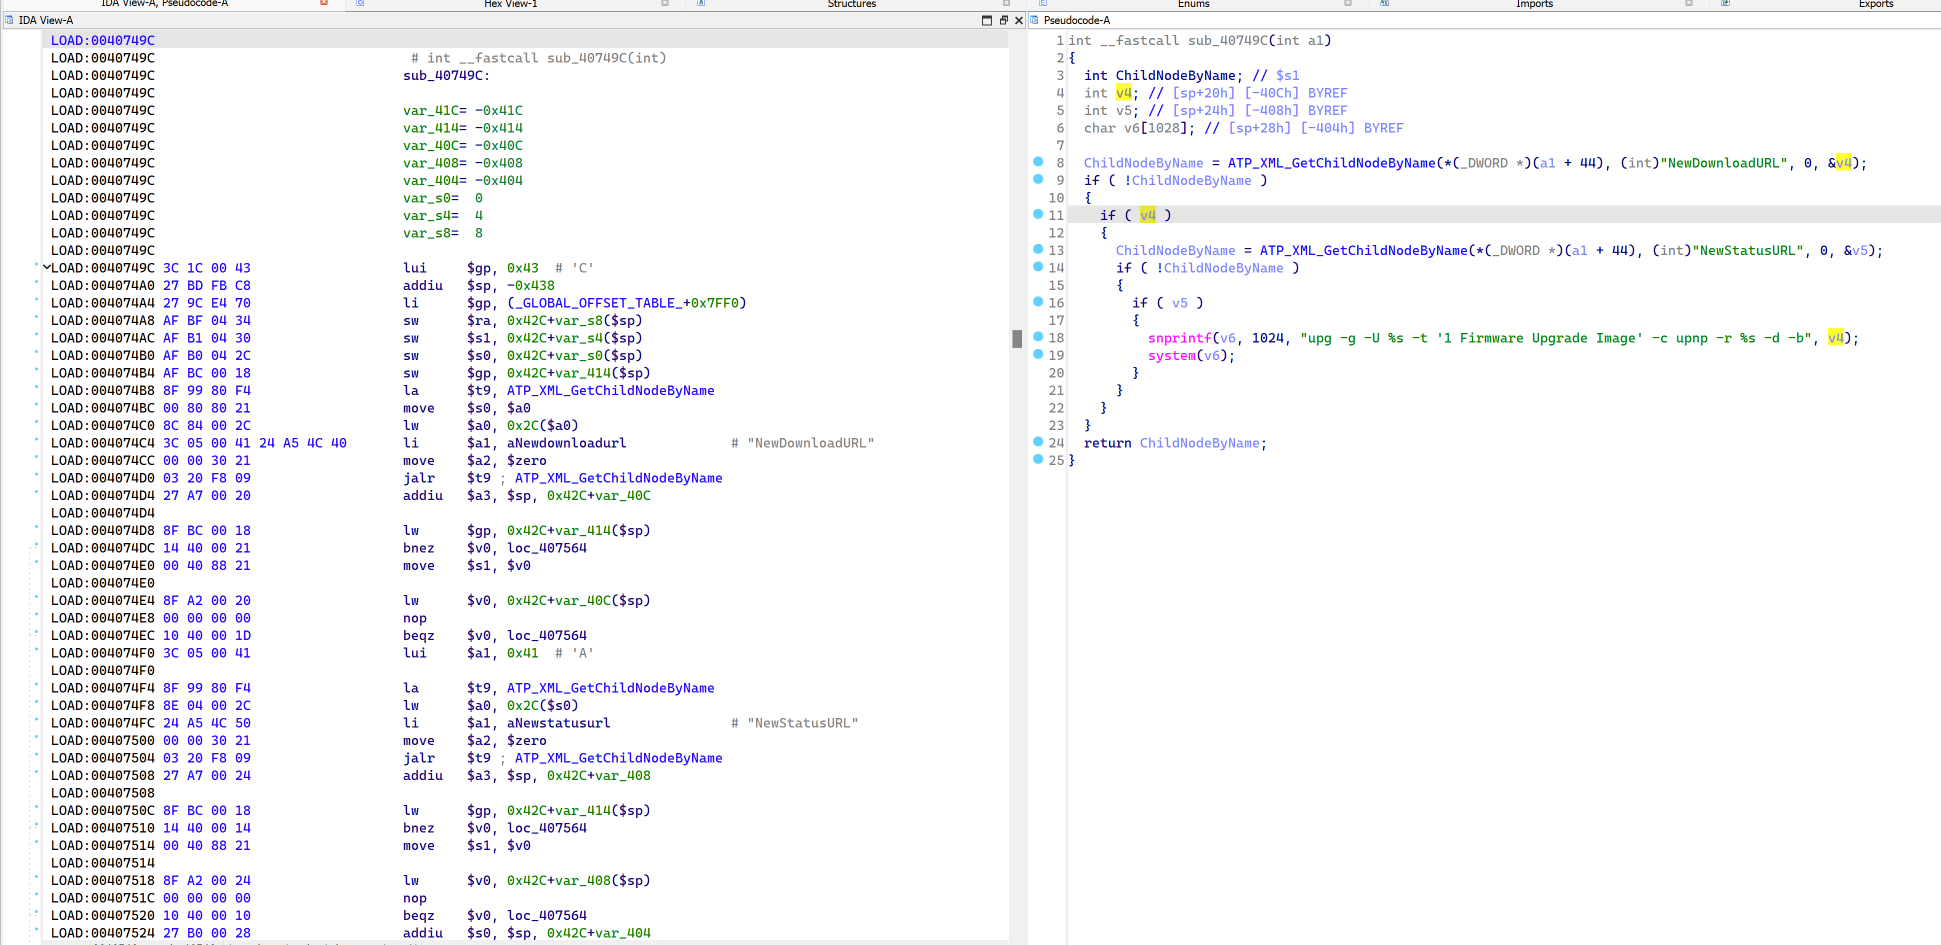 IDA View-A, Pseudocode-A
Hex View-1
Structures
Enums
Imports
Exports
IDA View-A
LOAD:0040749C
LOAD:0040749C # int __fastcall sub_40749C(int)
LOAD:0040749C sub_40749C:
LOAD:0040749C
LOAD:0040749C var_41C= -0x41C
LOAD:0040749C var_414= -0x414
LOAD:0040749C var_40C= -0x40C
LOAD:0040749C var_408= -0x408
LOAD:0040749C var_404= -0x404
LOAD:0040749C var_s0= 0
LOAD:0040749C var_s4= 4
LOAD:0040749C var_s8= 8
LOAD:0040749C
LOAD:0040749C 3C 1C 00 43 lui $gp, 0x43 # 'C'
LOAD:004074A0 27 BD FB C8 addiu $sp, -0x438
LOAD:004074A4 27 9C E4 70 li $gp, (_GLOBAL_OFFSET_TABLE_+0x7FF0)
LOAD:004074A8 AF BF 04 34 sw $ra, 0x42C+var_s8($sp)
LOAD:004074AC AF B1 04 30 sw $s1, 0x42C+var_s4($sp)
LOAD:004074B0 AF B0 04 2C sw $s0, 0x42C+var_s0($sp)
LOAD:004074B4 AF BC 00 18 sw $gp, 0x42C+var_414($sp)
LOAD:004074B8 8F 99 80 F4 la $t9, ATP_XML_GetChildNodeByName
LOAD:004074BC 00 80 80 21 move $s0, $a0
LOAD:004074C0 8C 84 00 2C lw $a0, 0x2C($a0)
LOAD:004074C4 3C 05 00 41 24 A5 4C 40 li $a1, aNewdownloadurl # "NewDownloadURL"
LOAD:004074CC 00 00 30 21 move $a2, $zero
LOAD:004074D0 03 20 F8 09 jalr $t9 ; ATP_XML_GetChildNodeByName
LOAD:004074D4 27 A7 00 20 addiu $a3, $sp, 0x42C+var_40C
LOAD:004074D4
LOAD:004074D8 8F BC 00 18 lw $gp, 0x42C+var_414($sp)
LOAD:004074DC 14 40 00 21 bnez $v0, loc_407564
LOAD:004074E0 00 40 88 21 move $s1, $v0
LOAD:004074E0
LOAD:004074E4 8F A2 00 20 lw $v0, 0x42C+var_40C($sp)
LOAD:004074E8 00 00 00 00 nop
LOAD:004074EC 10 40 00 1D beqz $v0, loc_407564
LOAD:004074F0 3C 05 00 41 lui $a1, 0x41 # 'A'
LOAD:004074F0
LOAD:004074F4 8F 99 80 F4 la $t9, ATP_XML_GetChildNodeByName
LOAD:004074F8 8E 04 00 2C lw $a0, 0x2C($s0)
LOAD:004074FC 24 A5 4C 50 li $a1, aNewstatusurl # "NewStatusURL"
LOAD:00407500 00 00 30 21 move $a2, $zero
LOAD:00407504 03 20 F8 09 jalr $t9 ; ATP_XML_GetChildNodeByName
LOAD:00407508 27 A7 00 24 addiu $a3, $sp, 0x42C+var_408
LOAD:00407508
LOAD:0040750C 8F BC 00 18 lw $gp, 0x42C+var_414($sp)
LOAD:00407510 14 40 00 14 bnez $v0, loc_407564
LOAD:00407514 00 40 88 21 move $s1, $v0
LOAD:00407514
LOAD:00407518 8F A2 00 24 lw $v0, 0x42C+var_408($sp)
LOAD:0040751C 00 00 00 00 nop
LOAD:00407520 10 40 00 10 beqz $v0, loc_407564
LOAD:00407524 27 B0 00 28 addiu $s0, $sp, 0x42C+var_404
Pseudocode-A
1 int __fastcall sub_40749C(int a1)
2 {
3 int ChildNodeByName; // $s1
4 int v4; // [sp+20h] [-40Ch] BYREF
5 int v5; // [sp+24h] [-408h] BYREF
6 char v6[1028]; // [sp+28h] [-404h] BYREF
7
8 ChildNodeByName = ATP_XML_GetChildNodeByName(*(_DWORD *)(a1 + 44), (int)"NewDownloadURL", 0, &v4);
9 if ( !ChildNodeByName )
10 {
11 if ( v4 )
12 {
13 ChildNodeByName = ATP_XML_GetChildNodeByName(*(_DWORD *)(a1 + 44), (int)"NewStatusURL", 0, &v5);
14 if ( !ChildNodeByName )
15 {
16 if ( v5 )
17 {
18 snprintf(v6, 1024, "upg -g -U %s -t '1 Firmware Upgrade Image' -c upnp -r %s -d -b", v4);
19 system(v6);
20 }
21 }
22 }
23 }
24 return ChildNodeByName;
25 }